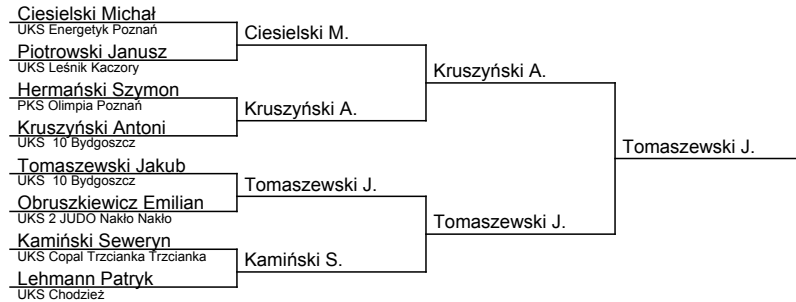 Ciesielski Michał
UKS Energetyk Poznań
Ciesielski M.
Piotrowski Janusz
UKS Leśnik Kaczory
Kruszyński A.
Hermański Szymon
PKS Olimpia Poznań
Kruszyński A.
Kruszyński Antoni
UKS 10 Bydgoszcz
Tomaszewski J.
Tomaszewski Jakub
UKS 10 Bydgoszcz
Tomaszewski J.
Obruszkiewicz Emilian
UKS 2 JUDO Nakło Nakło
Tomaszewski J.
Kamiński Seweryn
UKS Copal Trzcianka Trzcianka
Kamiński S.
Lehmann Patryk
UKS Chodzież